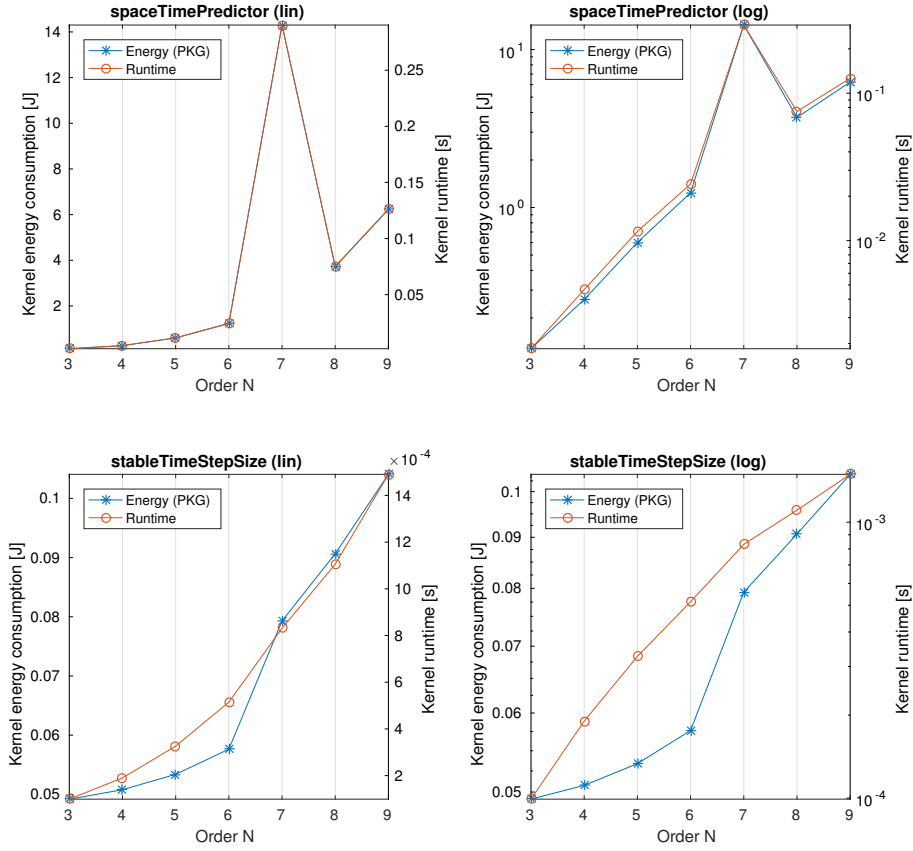 spaceTimePredictor (lin)
14
12
10
8
6
4
2
Kernel energy consumption [J]
Energy (PKG)
Runtime
0.25
0.2
0.15
0.1
0.05
Kernel runtime [s]
3 4 5 6 7 8 9
Order N
spaceTimePredictor (log)
10^1
10^0
Kernel energy consumption [J]
Energy (PKG)
Runtime
10^-1
10^-2
Kernel runtime [s]
3 4 5 6 7 8 9
Order N
stableTimeStepSize (lin)
× 10^-4
0.1
0.09
0.08
0.07
0.06
0.05
Kernel energy consumption [J]
Energy (PKG)
Runtime
14
12
10
8
6
4
2
Kernel runtime [s]
3 4 5 6 7 8 9
Order N
stableTimeStepSize (log)
0.1
0.09
0.08
0.07
0.06
0.05
Kernel energy consumption [J]
Energy (PKG)
Runtime
10^-3
10^-4
Kernel runtime [s]
3 4 5 6 7 8 9
Order N